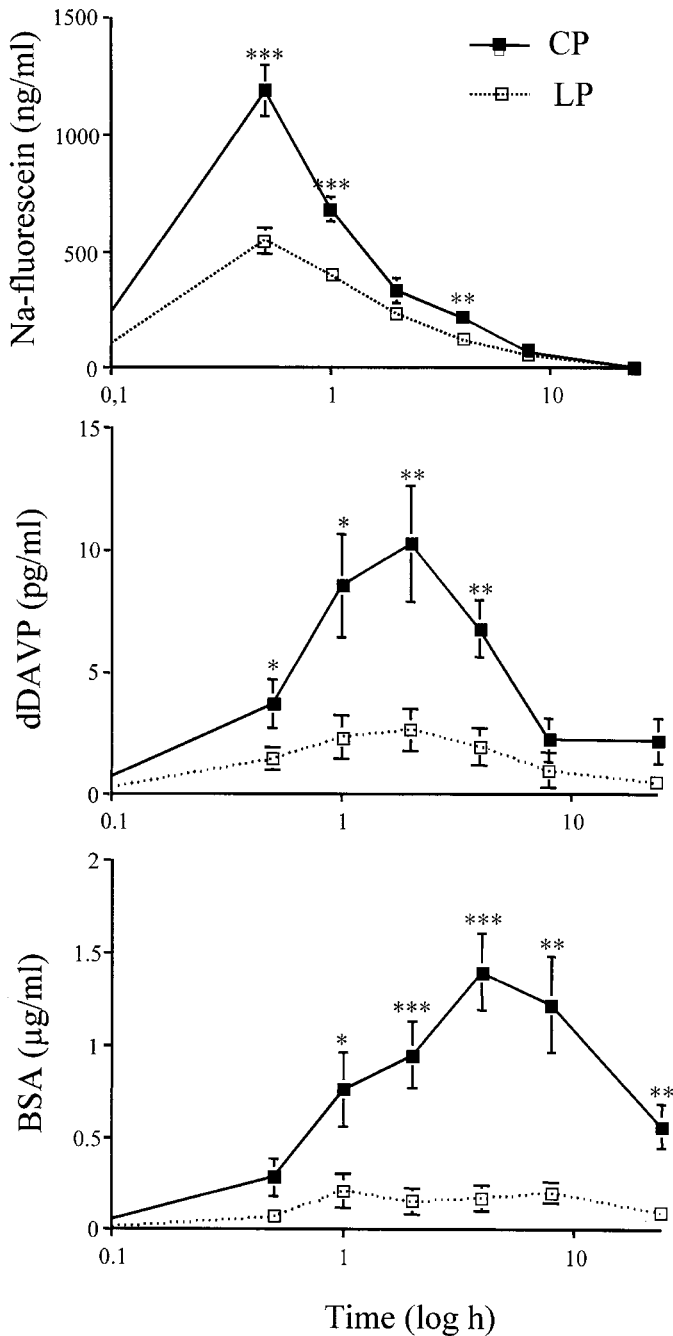 1500
CP
LP
***
Na-fluorescein (ng/ml)
1000
***
500
**
0
0,1 1 10
15
dDAVP (pg/ml)
**
*
10
**
5
*
0
0.1 1 10
2
BSA (µg/ml)
***
1.5
**
***
*
1
**
0.5
0
0.1 1 10
Time (log h)